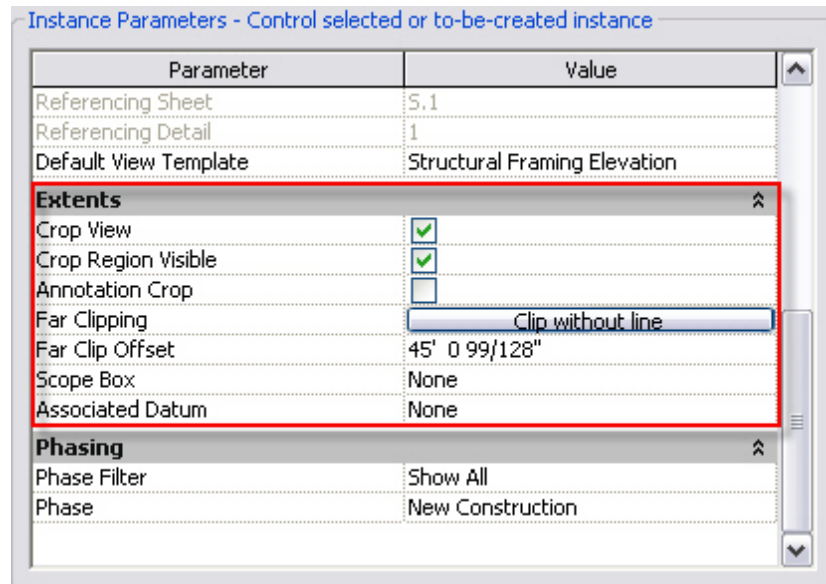 Instance Parameters - Control selected or to-be-created instance
Parameter Value
Referencing Sheet S.1
Referencing Detail 1
Default View Template Structural Framing Elevation
Extents
Crop View
Crop Region Visible
Annotation Crop
Far Clipping Clip without line
Far Clip Offset 45' 0 99/128"
Scope Box None
Associated Datum None
Phasing
Phase Filter Show All
Phase New Construction